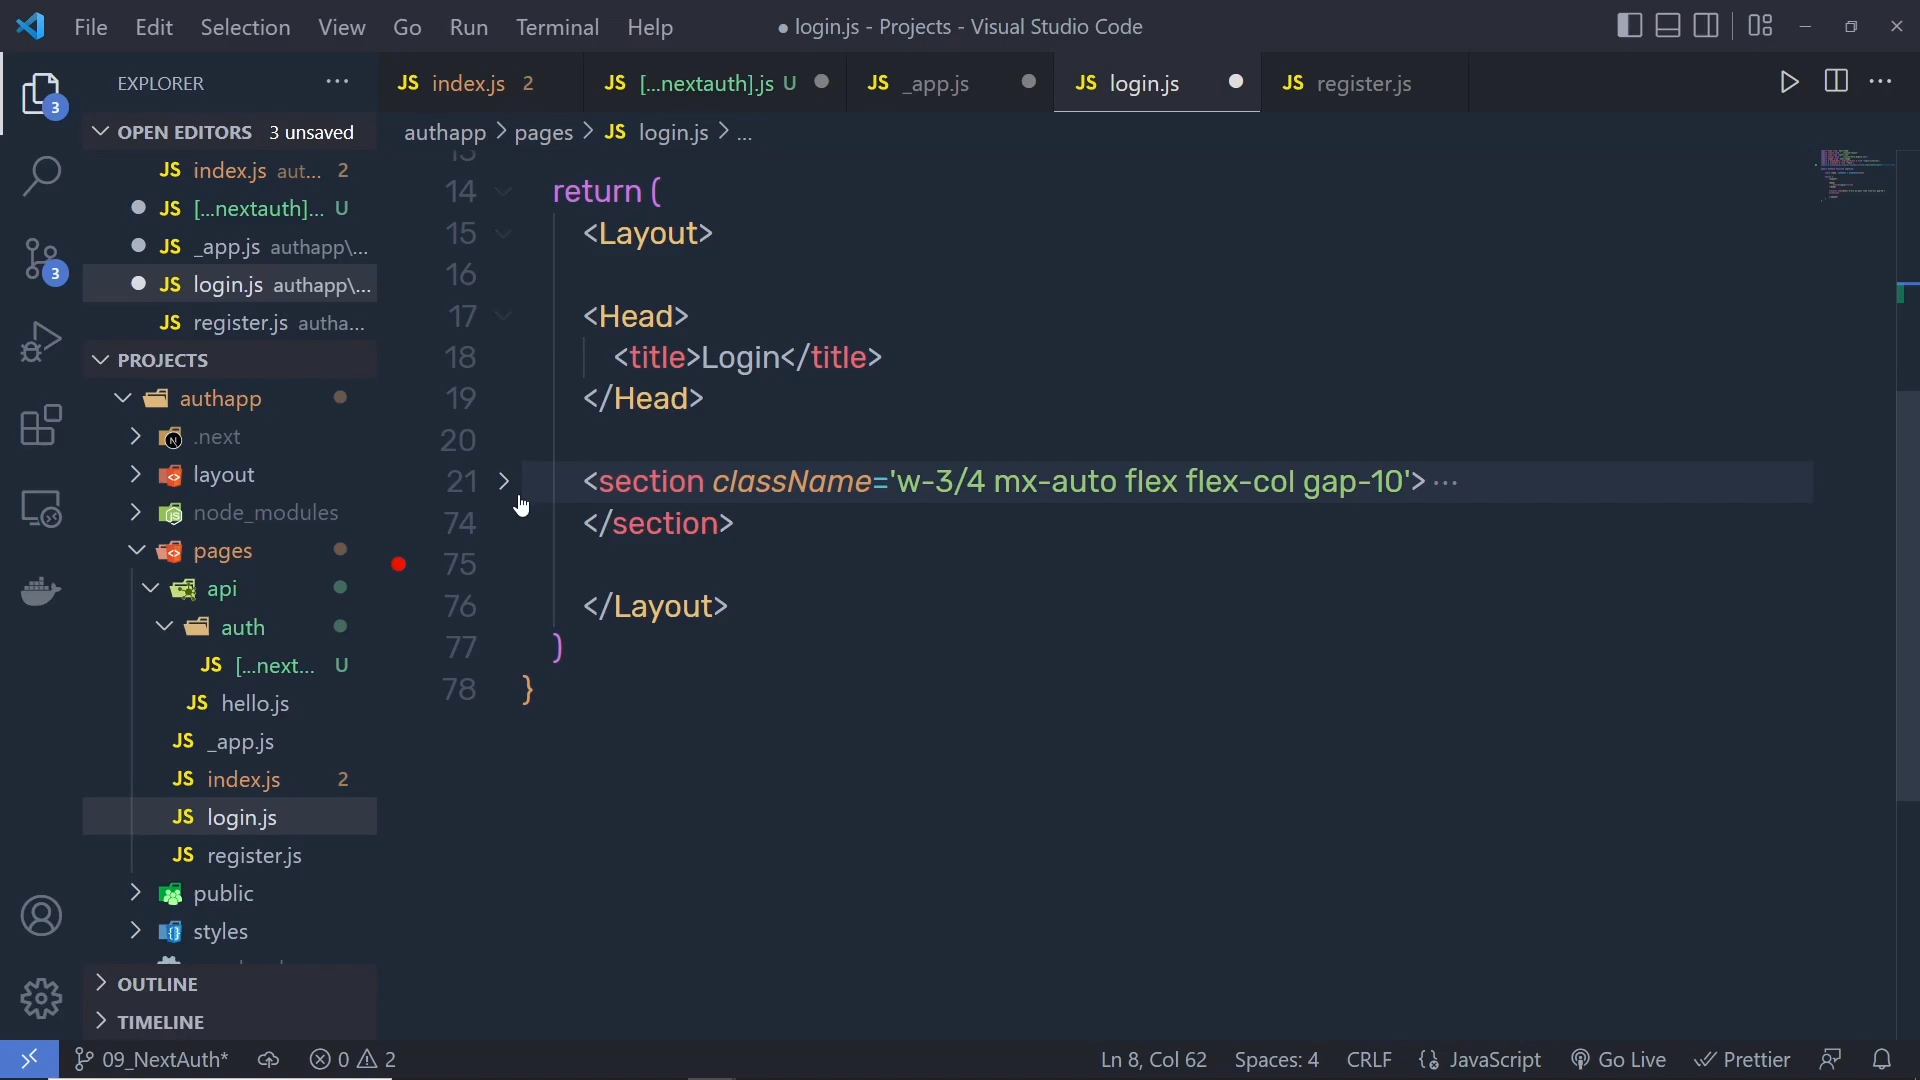 File Edit Selection View Go Run Terminal Help
● login.js - Projects - Visual Studio Code
EXPLORER ...
OPEN EDITORS 3 unsaved
JS index.js aut... 2
JS [...nextauth]... U
JS _app.js authapp\...
JS login.js authapp\...
JS register.js autha...
PROJECTS
authapp
.next
layout
node_modules
pages
api
auth
JS [...next... U
JS hello.js
JS _app.js
JS index.js 2
JS login.js
JS register.js
public
styles
OUTLINE
TIMELINE
3
3
JS index.js 2
JS [...nextauth].js U
JS _app.js
JS login.js
JS register.js
authapp > pages > JS login.js > ...
14 return (
15 <Layout>
16
17 <Head>
18 <title>Login</title>
19 </Head>
20
21 <section className='w-3/4 mx-auto flex flex-col gap-10'> ...
74 </section>
75
76 </Layout>
77 )
78 }
09_NextAuth* 0 2
Ln 8, Col 62 Spaces: 4 CRLF {} JavaScript Go Live Prettier